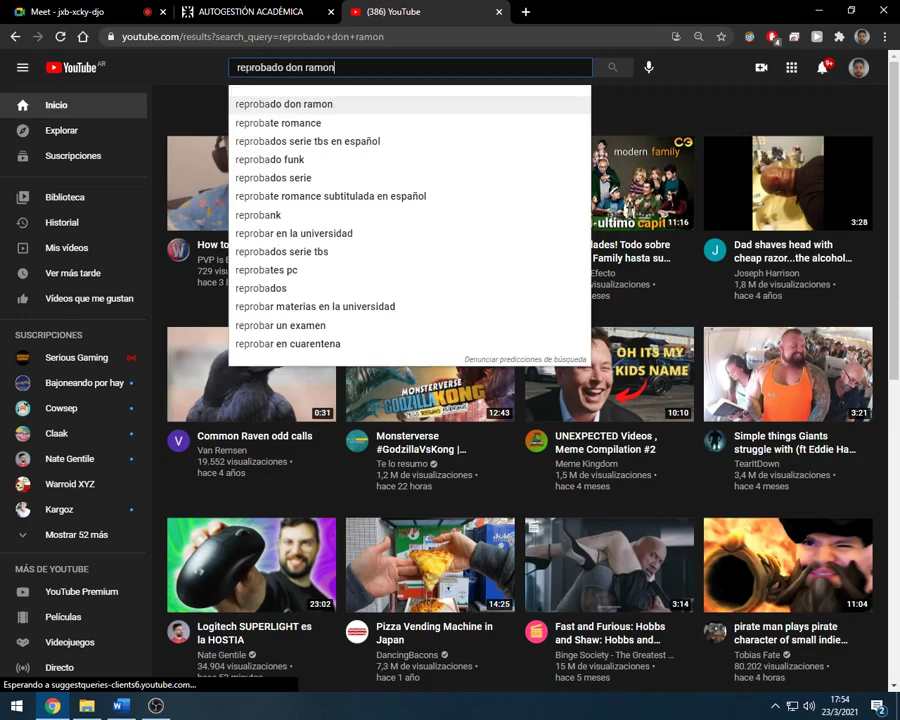 Meet - jxb-xcky-djo
AUTOGESTIÓN ACADÉMICA
(386) YouTube
youtube.com/results?search_query=reprobado+don+ramon
4
YouTube AR
reprobado don ramon
9+
Inicio
Explorar
Suscripciones
Biblioteca
Historial
Mis vídeos
Ver más tarde
Vídeos que me gustan
SUSCRIPCIONES
Serious Gaming
Bajoneando por hay
Cowsep
Claak
Nate Gentile
Warroid XYZ
Kargoz
Mostrar 52 más
MÁS DE YOUTUBE
YouTube Premium
Películas
Videojuegos
Directo
reprobado don ramon
reprobate romance
reprobados serie tbs en español
reprobado funk
reprobados serie
reprobate romance subtitulada en español
reprobank
reprobar en la universidad
reprobados serie tbs
reprobates pc
reprobados
reprobar materias en la universidad
reprobar un examen
reprobar en cuarentena
Denunciar predicciones de búsqueda
How to
PVP Is
729 vis
hace 3
modern family
ultimo capit
11:16
ades! Todo sobre
Family hasta su...
Efecto
meses
3:28
Dad shaves head with
cheap razor...the alcohol...
Joseph Harrison
1,8 M de visualizaciones •
hace 4 años
0:31
Common Raven odd calls
Van Remsen
19.552 visualizaciones •
hace 4 años
MONSTERVERSE
GODZILLA V KONG
12:43
Monsterverse
#GodzillaVsKong |...
Te lo resumo
1,2 M de visualizaciones •
hace 22 horas
OH ITS MY
KIDS NAME
10:10
UNEXPECTED Videos ,
Meme Compilation #2
Meme Kingdom
1,5 M de visualizaciones •
hace 4 meses
3:21
Simple things Giants
struggle with (ft Eddie Ha...
TearItDown
3,4 M de visualizaciones •
hace 4 meses
23:02
Logitech SUPERLIGHT es
la HOSTIA
Nate Gentile
34.904 visualizaciones •
hace 52 minutos
14:25
Pizza Vending Machine in
Japan
DancingBacons
7,3 M de visualizaciones •
hace 1 año
3:14
Fast and Furious: Hobbs
and Shaw: Hobbs and...
Binge Society - The Greatest ...
15 M de visualizaciones •
hace 5 meses
11:04
pirate man plays pirate
character of small indie...
Tobias Fate
80.202 visualizaciones •
hace 4 horas
Esperando a suggestqueries-clients6.youtube.com...
17:54
23/3/2021
2